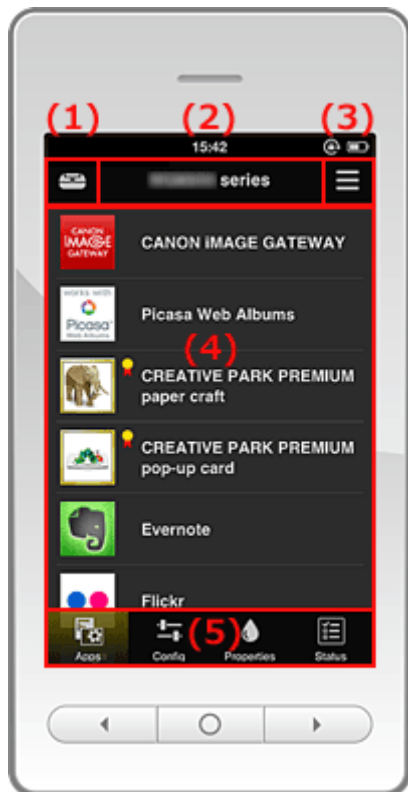 (1) (2) (3)
15:42
series
CANON iMAGE GATEWAY
CANON iMAGE GATEWAY
works with
Picasa
Web Albums
Picasa Web Albums
(4)
CREATIVE PARK PREMIUM
paper craft
CREATIVE PARK PREMIUM
pop-up card
Evernote
Flickr
(5)
Apps Config Properties Status